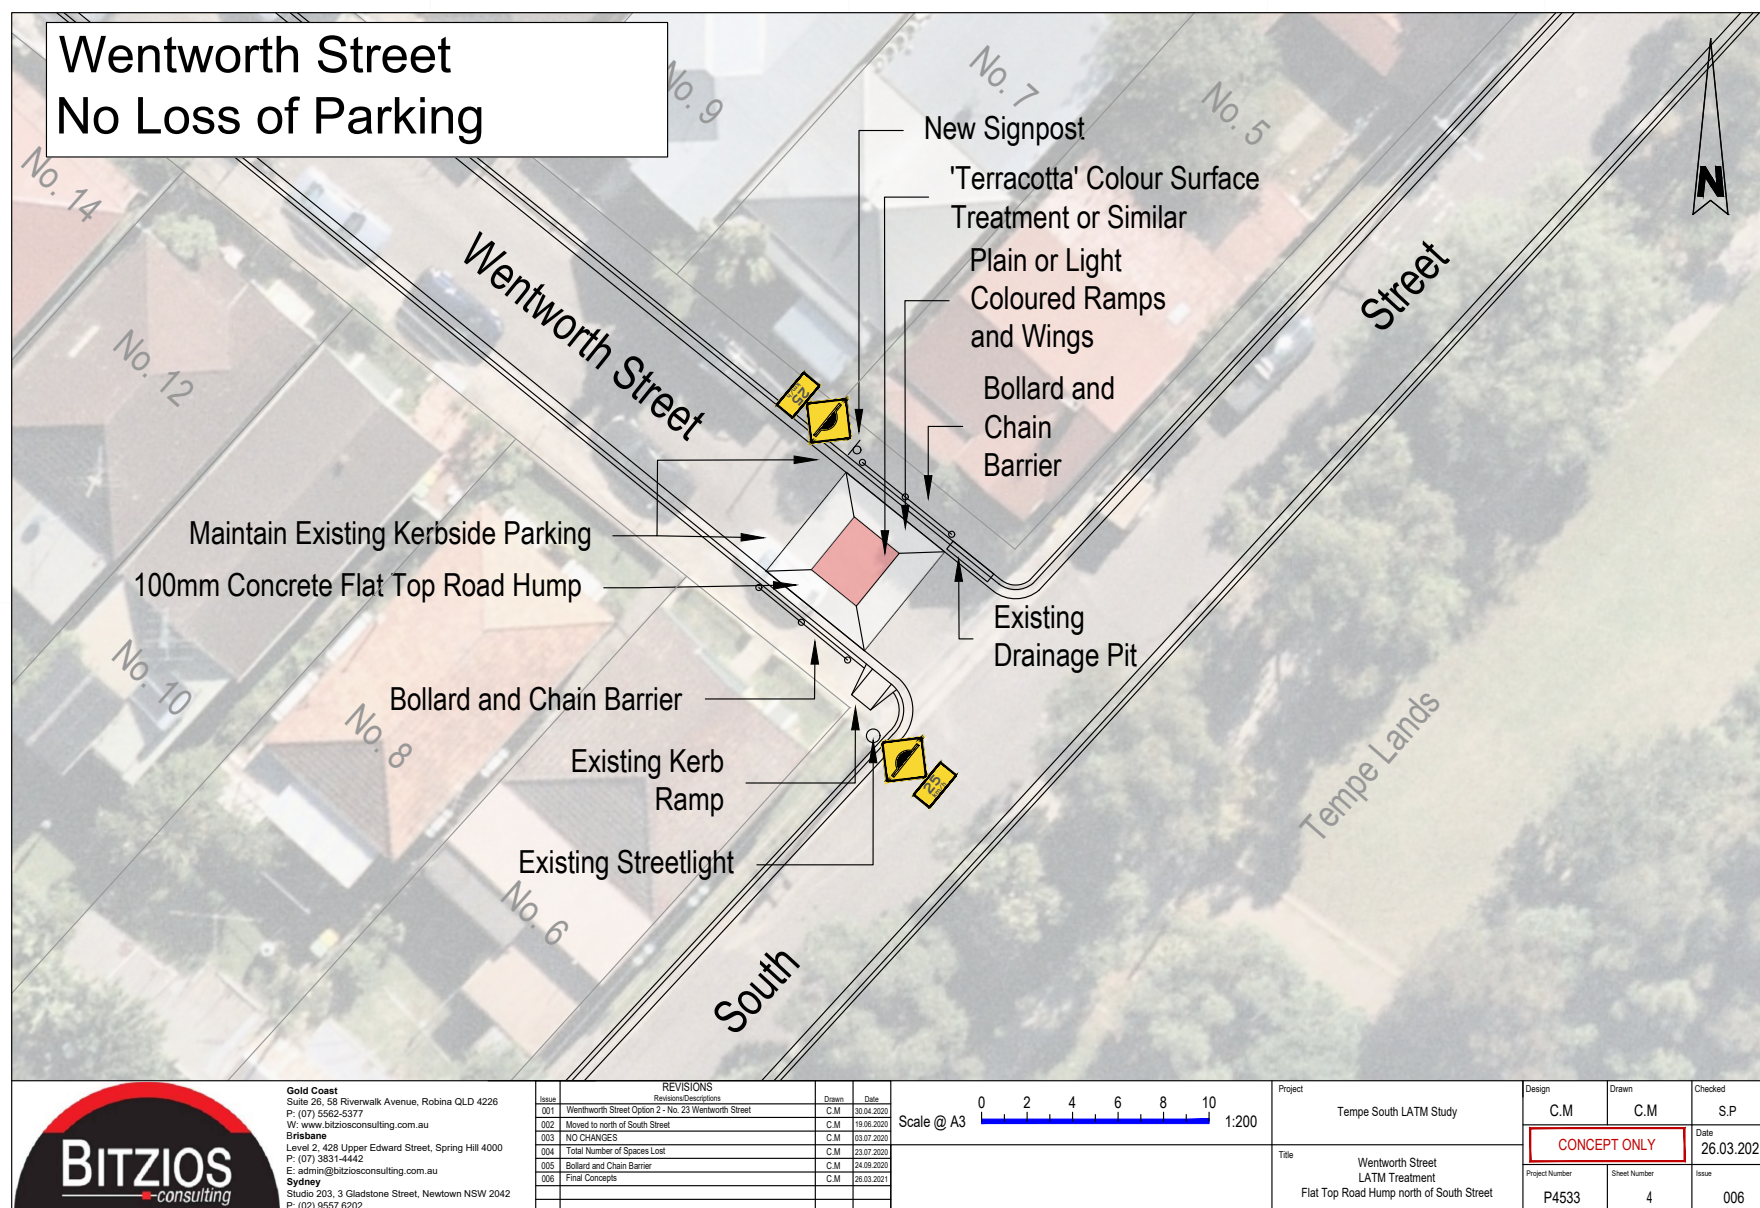 Wentworth Street
No Loss of Parking
No. 9
No. 7
No. 5
No. 14
No. 12
No. 10
No. 8
No. 6
New Signpost
'Terracotta' Colour Surface
Treatment or Similar
Plain or Light
Coloured Ramps
and Wings
Bollard and
Chain
Barrier
Wentworth Street
Street
N
25
Maintain Existing Kerbside Parking
100mm Concrete Flat Top Road Hump
Existing
Drainage Pit
Bollard and Chain Barrier
Existing Kerb
Ramp
25
Existing Streetlight
Tempe Lands
South
BITZIOS
consulting
Gold Coast
Suite 26, 58 Riverwalk Avenue, Robina QLD 4226
P: (07) 5562-5377
W: www.bitziosconsulting.com.au
Brisbane
Level 2, 428 Upper Edward Street, Spring Hill 4000
P: (07) 3831-4442
E: admin@bitziosconsulting.com.au
Sydney
Studio 203, 3 Gladstone Street, Newtown NSW 2042
P: (02) 9557 6202
REVISIONS
Issue Revisions/Descriptions Drawn Date
001 Wenthworth Street Option 2 - No. 23 Wentworth Street C.M 30.04.2020
002 Moved to north of South Street C.M 19.06.2020
003 NO CHANGES C.M 03.07.2020
004 Total Number of Spaces Lost C.M 23.07.2020
005 Bollard and Chain Barrier C.M 24.09.2020
006 Final Concepts C.M 26.03.2021
Scale @ A3 0 2 4 6 8 10 1:200
Project
Tempe South LATM Study
Title
Wentworth Street
LATM Treatment
Flat Top Road Hump north of South Street
Design Drawn Checked
C.M C.M S.P
CONCEPT ONLY
Date
26.03.202
Project Number Sheet Number Issue
P4533 4 006